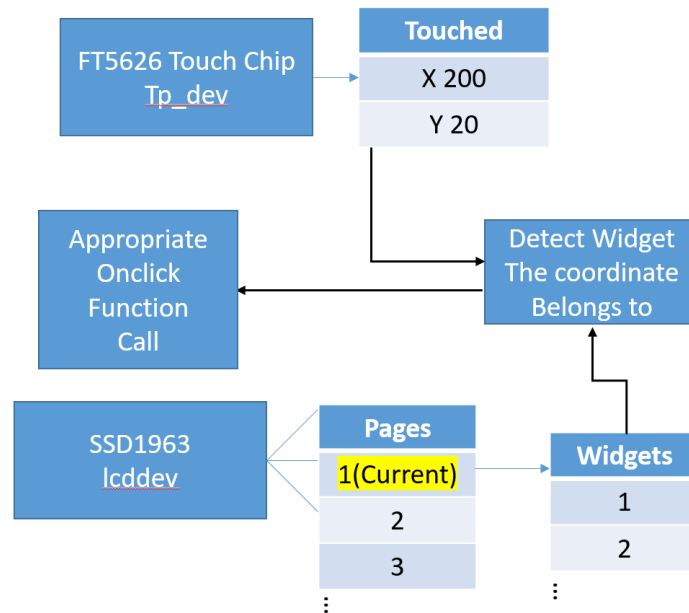 FT5626 Touch Chip
Tp_dev
Touched
X 200
Y 20
Appropriate
Onclick
Function
Call
Detect Widget
The coordinate
Belongs to
SSD1963
lcddev
Pages
1(Current)
2
3
...
Widgets
1
2
...